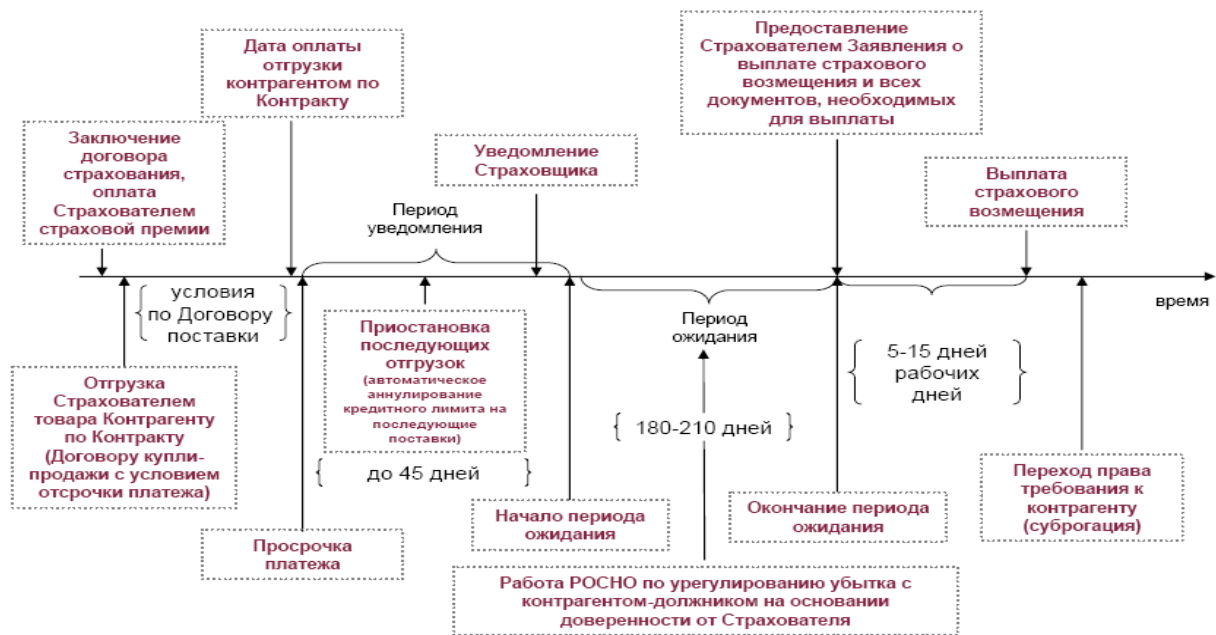 Дата оплаты
отгрузки
контрагентом по
Контракту
Предоставление
Страхователем Заявления о
выплате страхового
возмещения и всех
документов, необходимых
для выплаты
Заключение
договора
страхования,
оплата
Страхователем
страховой премии
Уведомление
Страховщика
Выплата
страхового
возмещения
Период
уведомления
время
условия
по Договору
поставки
Приостановка
последующих
отгрузок
(автоматическое
аннулирование
кредитного лимита на
последующие
поставки)
Период
ожидания
5-15 дней
рабочих
дней
Отгрузка
Страхователем
товара Контрагенту
по Контракту
(Договору купли-
продажи с условием
отсрочки платежа)
до 45 дней
180-210 дней
Просрочка
платежа
Начало периода
ожидания
Окончание периода
ожидания
Переход права
требования к
контрагенту
(суброгация)
Работа РОСНО по урегулированию убытка с
контрагентом-должником на основании
доверенности от Страхователя